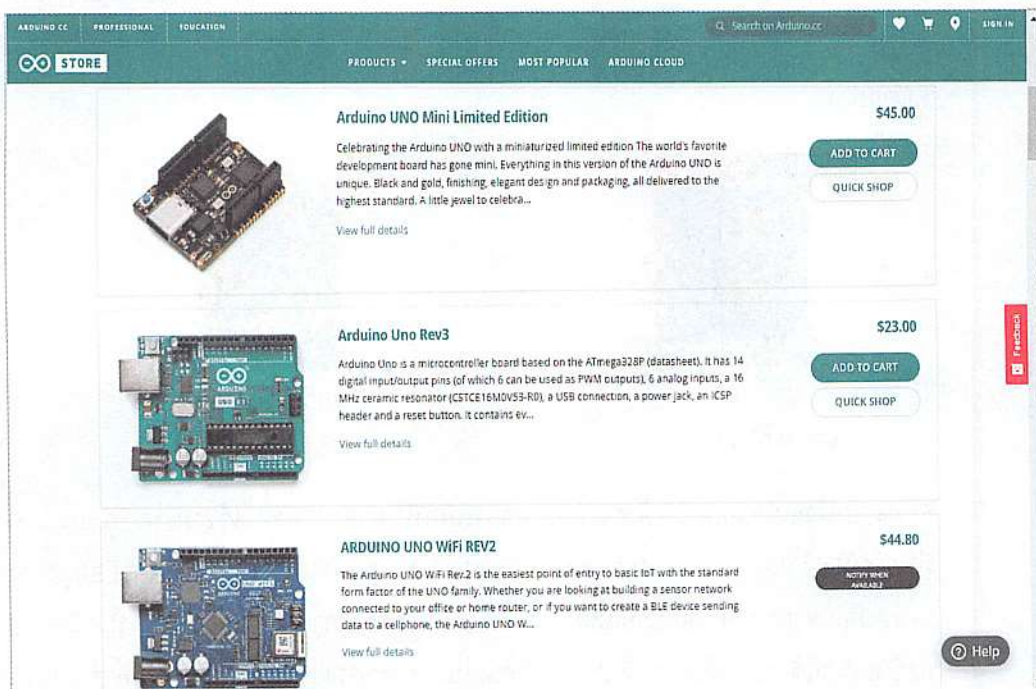 ARDUINO CC PROFESSIONAL EDUCATION Search on Arduino.cc SIGN IN
STORE PRODUCTS SPECIAL OFFERS MOST POPULAR ARDUINO CLOUD
Arduino UNO Mini Limited Edition
$45.00
Celebrating the Arduino UNO with a miniaturized limited edition The world's favorite
development board has gone mini. Everything in this version of the Arduino UNO is
unique. Black and gold, finishing, elegant design and packaging, all delivered to the
highest standard. A little jewel to celebra...
View full details
ADD TO CART
QUICK SHOP
Arduino Uno Rev3
$23.00
Arduino Uno is a microcontroller board based on the ATmega328P (datasheet). It has 14
digital input/output pins (of which 6 can be used as PWM outputs), 6 analog inputs, a 16
MHz ceramic resonator (CSTCE16M0V53-R0), a USB connection, a power jack, an ICSP
header and a reset button. It contains ev...
View full details
ADD TO CART
QUICK SHOP
ARDUINO
UNO
ARDUINO UNO WiFi REV2
$44.80
The Arduino UNO WiFi Rev.2 is the easiest point of entry to basic IoT with the standard
form factor of the UNO family. Whether you are looking at building a sensor network
connected to your office or home router, or if you want to create a BLE device sending
data to a cellphone, the Arduino UNO W...
View full details
NOTIFY WHEN
AVAILABLE
Feedback
Help